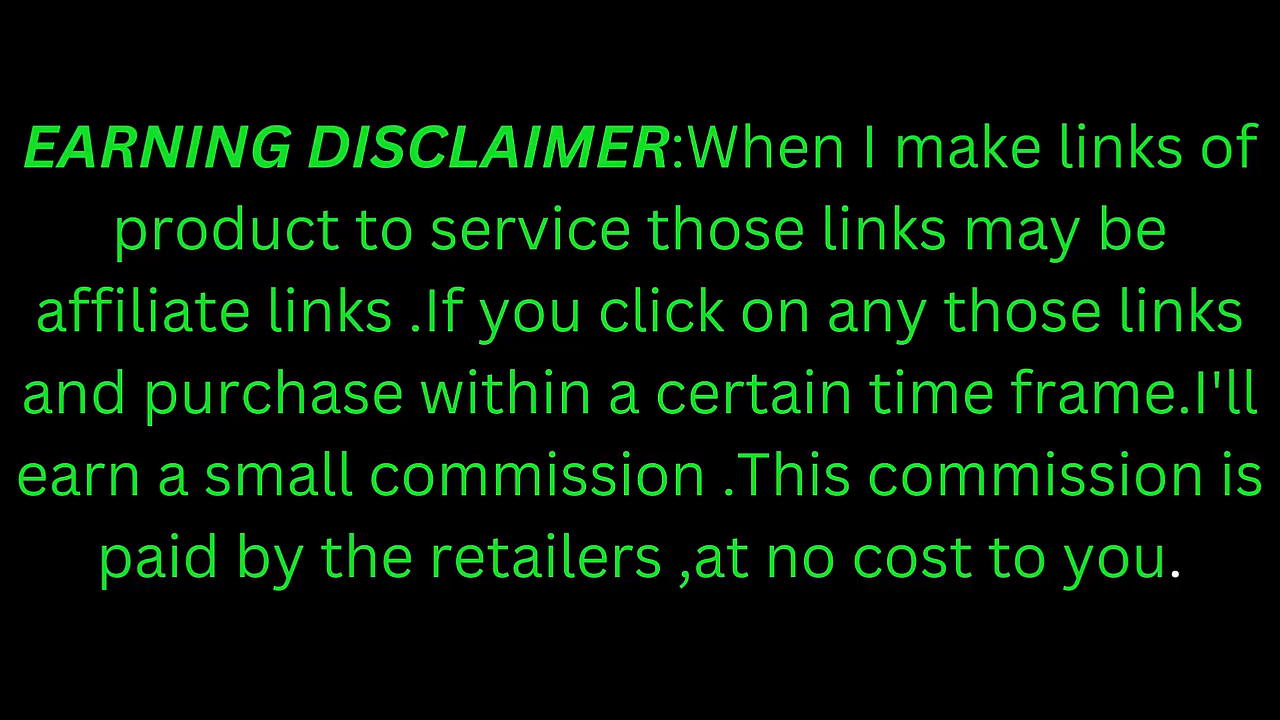 EARNING DISCLAIMER:When I make links of
product to service those links may be
affiliate links .If you click on any those links
and purchase within a certain time frame.I'll
earn a small commission .This commission is
paid by the retailers ,at no cost to you.